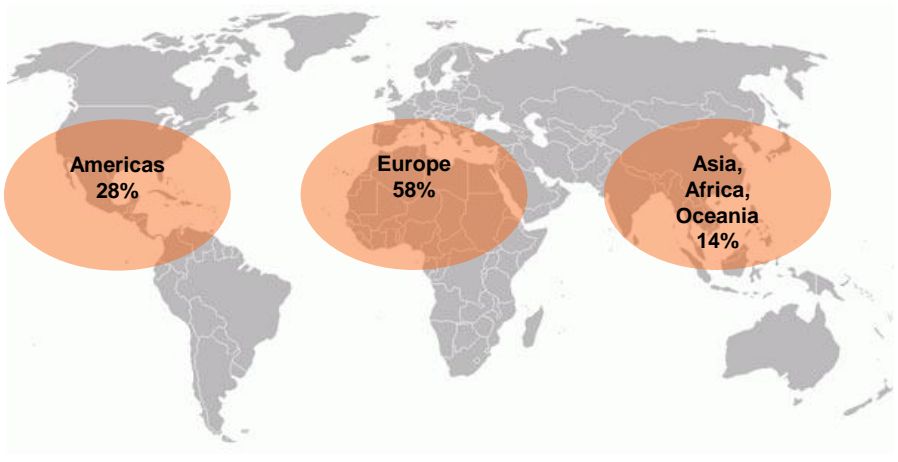 Americas
28%
Europe
58%
Asia,
Africa,
Oceania
14%